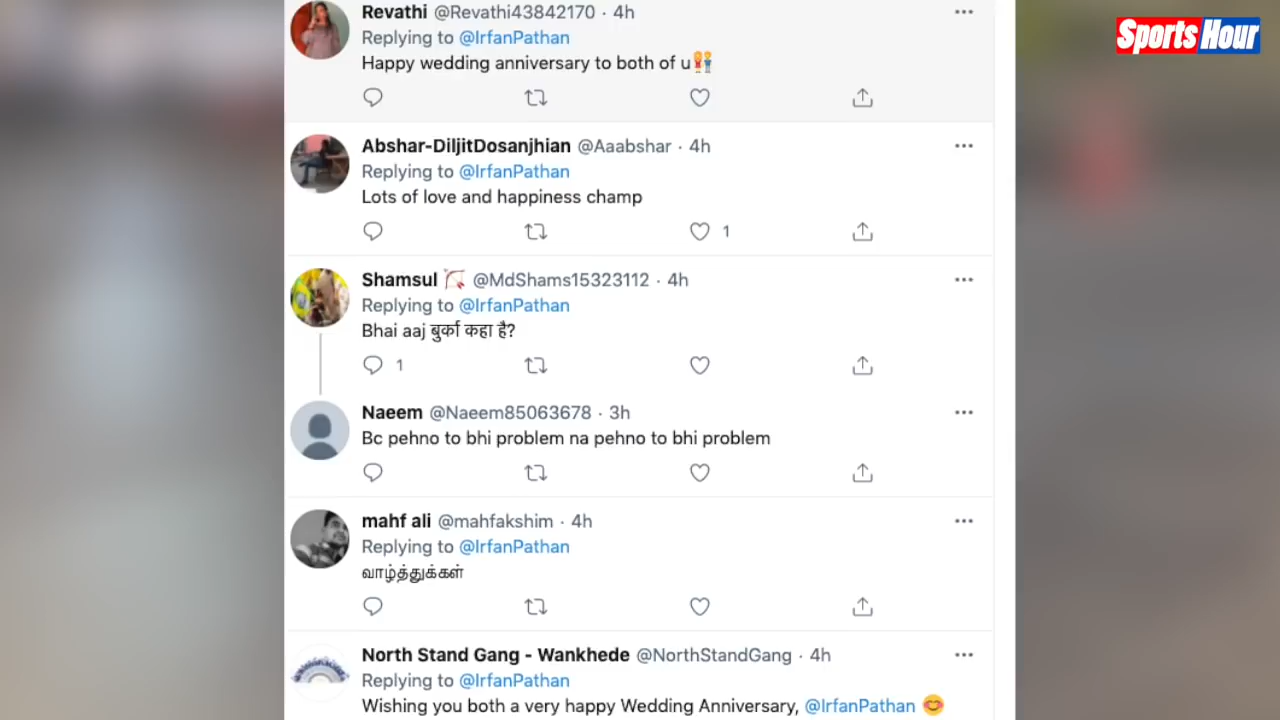 Sports Hour
Revathi @Revathi43842170 · 4h
Replying to @IrfanPathan
Happy wedding anniversary to both of u👫
Abshar-DiljitDosanjhian @Aaabshar · 4h
Replying to @IrfanPathan
Lots of love and happiness champ
1
Shamsul 🏹 @MdShams15323112 · 4h
Replying to @IrfanPathan
Bhai aaj बुर्का कहा है?
1
Naeem @Naeem85063678 · 3h
Bc pehno to bhi problem na pehno to bhi problem
mahf ali @mahfakshim · 4h
Replying to @IrfanPathan
வாழ்த்துக்கள்
North Stand Gang - Wankhede @NorthStandGang · 4h
Replying to @IrfanPathan
Wishing you both a very happy Wedding Anniversary, @IrfanPathan 😊